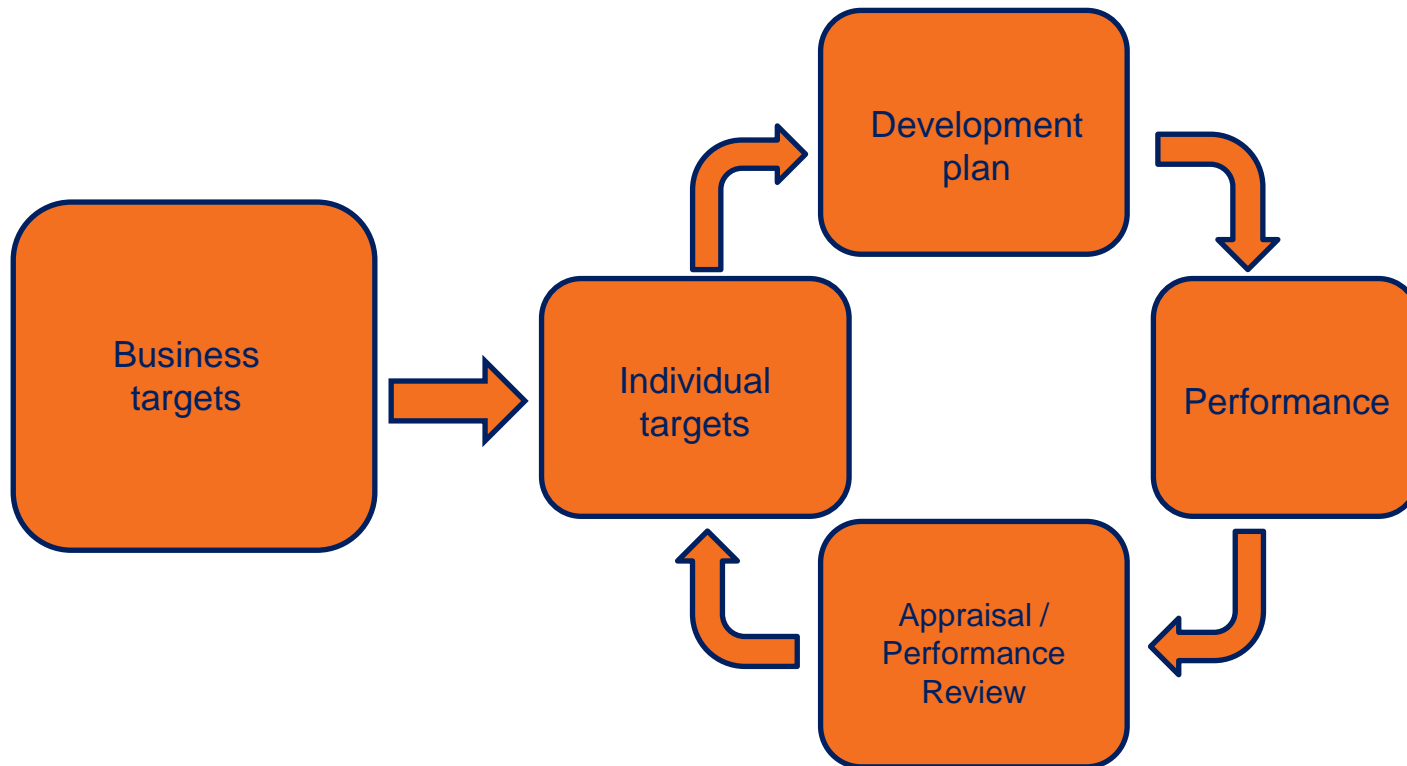 Business
targets
Individual
targets
Development
plan
Performance
Appraisal /
Performance
Review